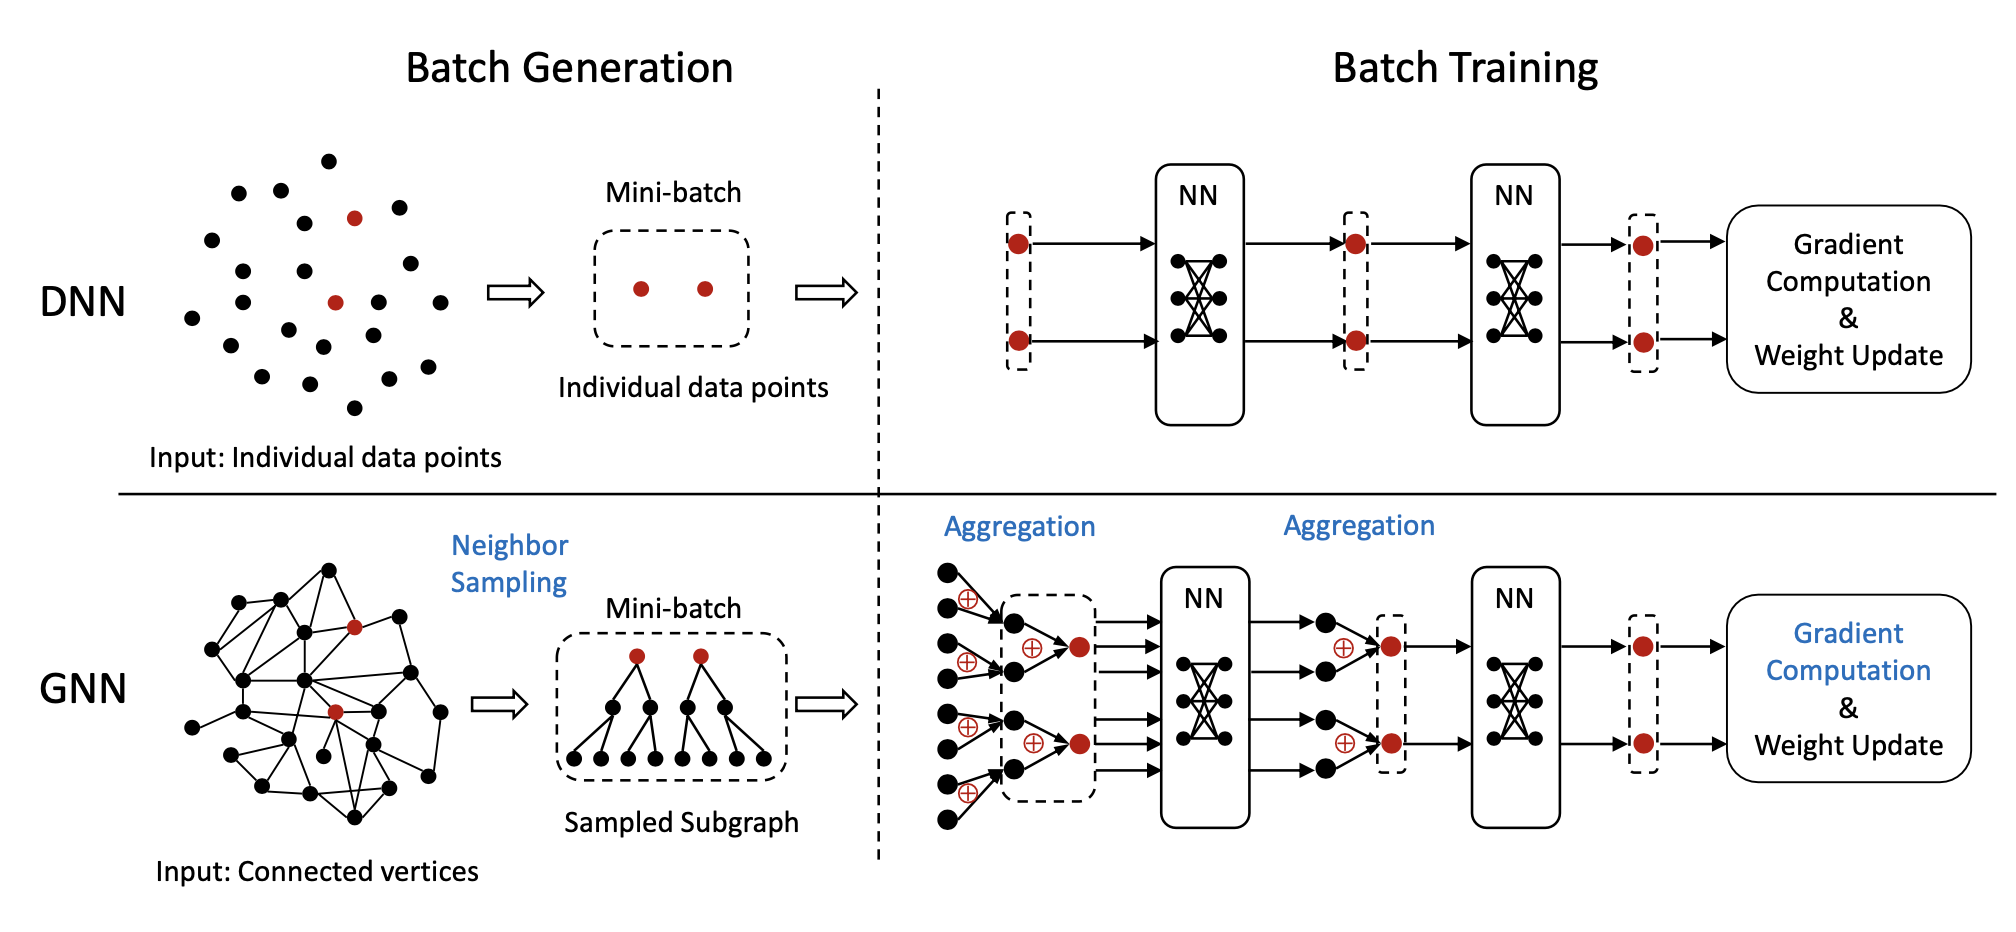 Batch Generation
Batch Training
DNN
Mini-batch
Individual data points
Input: Individual data points
NN
NN
Gradient
Computation
&
Weight Update
GNN
Neighbor
Sampling
Mini-batch
Sampled Subgraph
Input: Connected vertices
Aggregation
Aggregation
NN
NN
Gradient
Computation
&
Weight Update